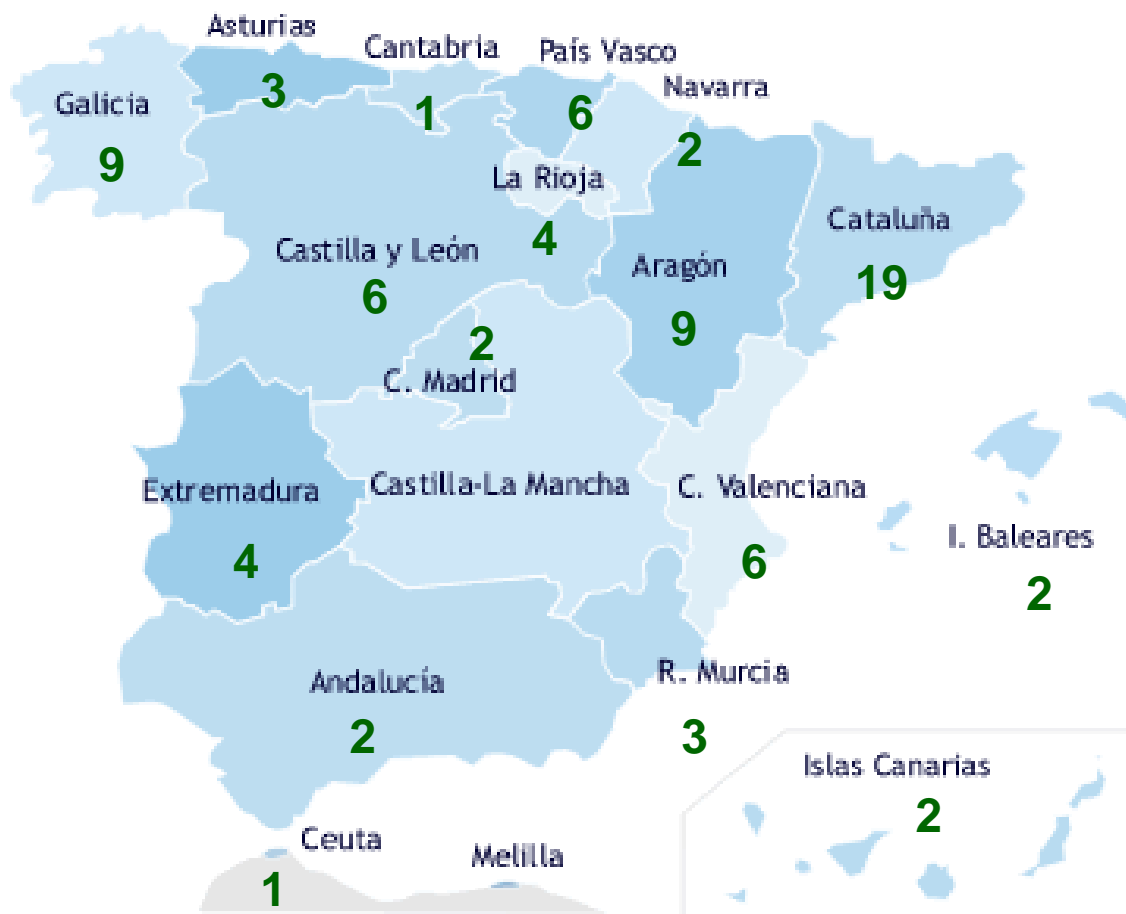 Asturias
3
Cantabria
1
País Vasco
6
Navarra
2
Galicia
9
La Rioja
4
Castilla y León
6
Aragón
9
Cataluña
19
2
C. Madrid
Extremadura
4
Castilla-La Mancha
C. Valenciana
6
I. Baleares
2
Andalucía
2
R. Murcia
3
Islas Canarias
2
Ceuta
1
Melilla